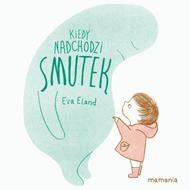 KIEDY
NADCHODZI
SMUTEK
Eva Eland
mamania